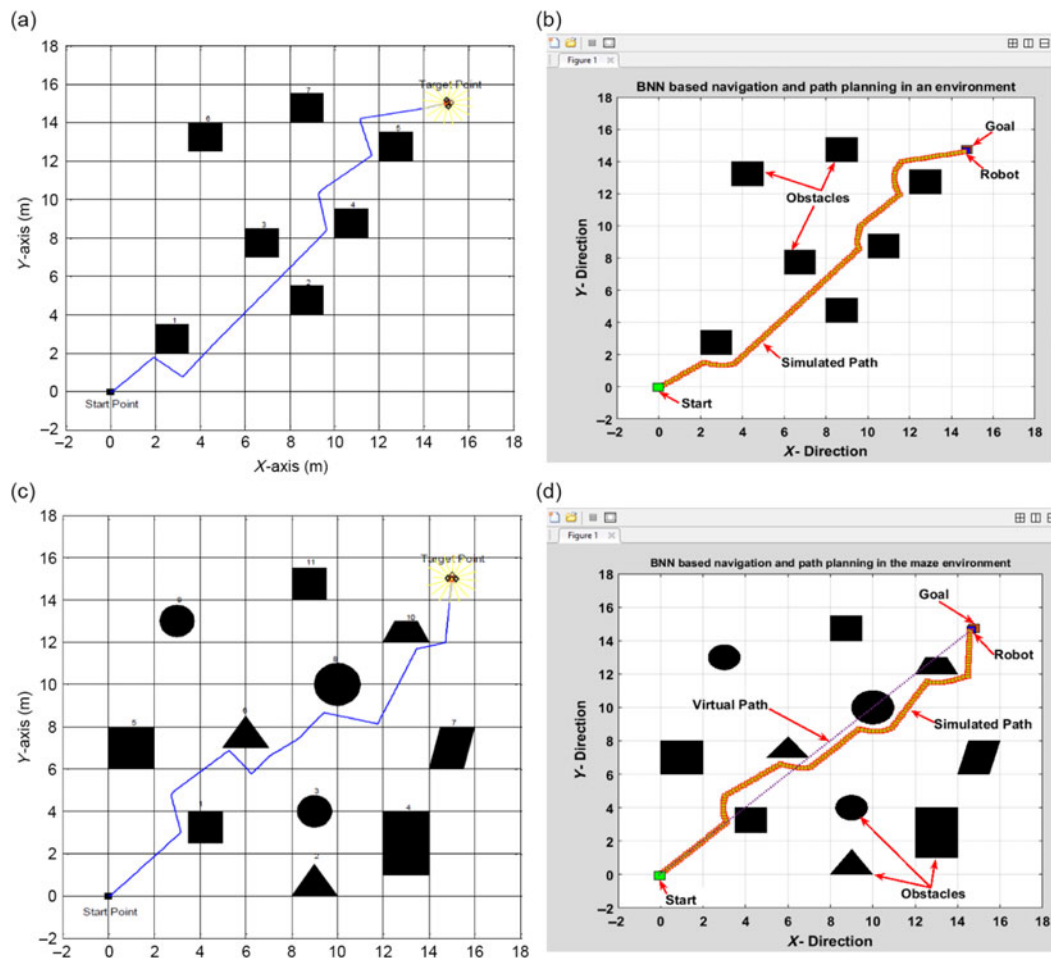 (a)
18
16
14
12
10
8
6
4
2
0
−2
Y-axis (m)
Target Point
7
6
5
4
3
2
1
Start Point
−2 0 2 4 6 8 10 12 14 16 18
X-axis (m)
(b)
Figure 1
BNN based navigation and path planning in an environment
18
16
14
12
10
8
6
4
2
0
−2
Y- Direction
Goal
Robot
Obstacles
Simulated Path
Start
−2 0 2 4 6 8 10 12 14 16 18
X- Direction
(c)
18
16
14
12
10
8
6
4
2
0
−2
Y-axis (m)
Target Point
11
9
10
8
6
5
7
1
3
4
2
Start Point
−2 0 2 4 6 8 10 12 14 16 18
X-axis (m)
(d)
Figure 1
BNN based navigation and path planning in the maze environment
18
16
14
12
10
8
6
4
2
0
−2
Y- Direction
Goal
Robot
Virtual Path
Simulated Path
Obstacles
Start
−2 0 2 4 6 8 10 12 14 16 18
X- Direction